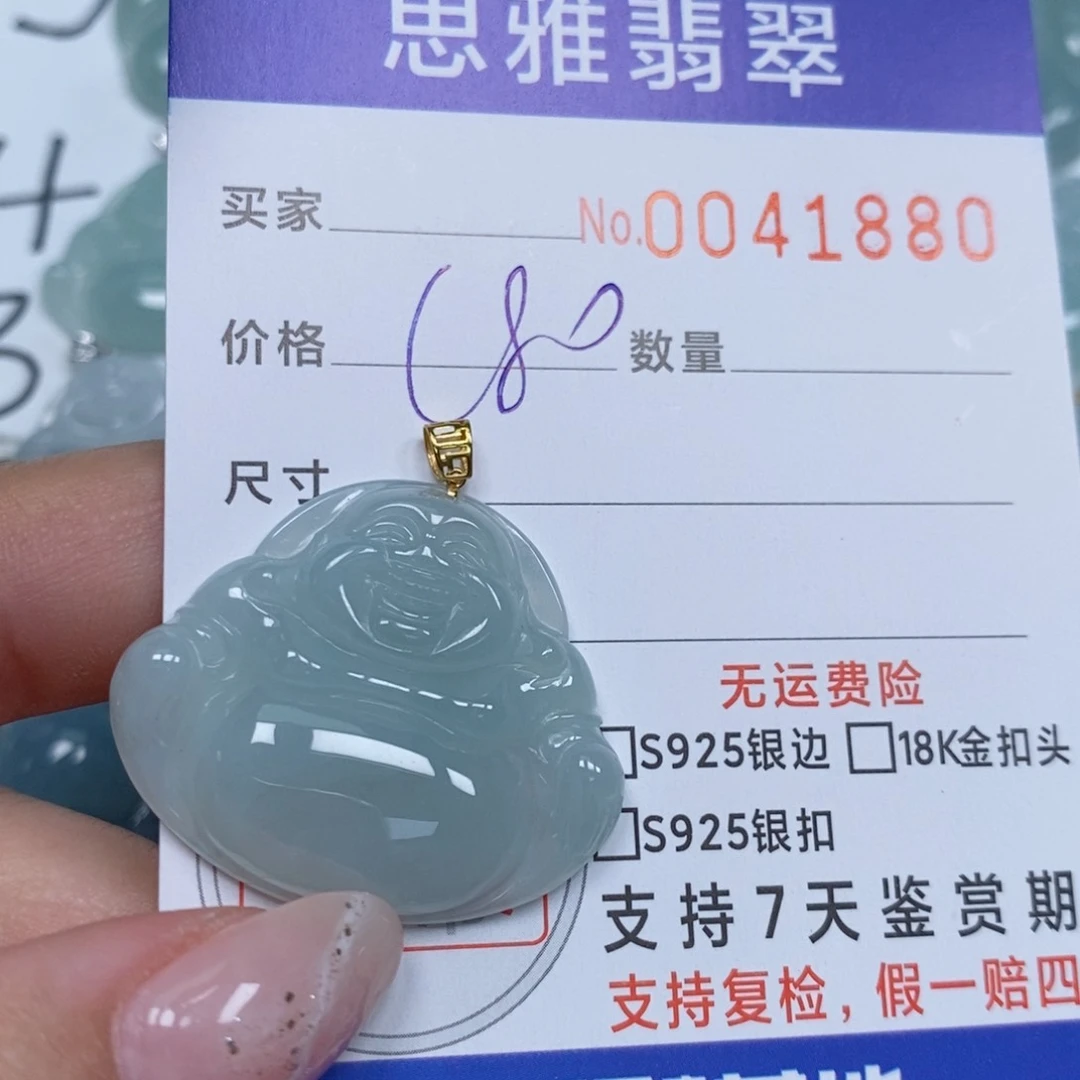 思雅翡翠
买家 No.0041880
价格 680 数量
尺寸
无运费险
□S925银边 □18K金扣头
□S925银扣
支持7天鉴赏期
支持复检,假一赔四
4
3